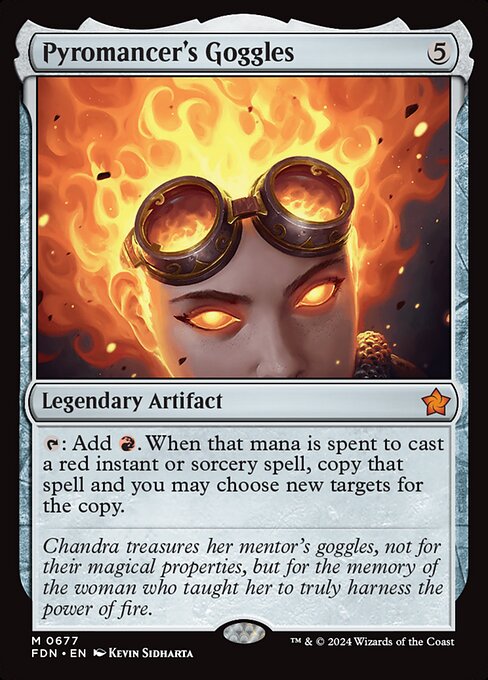 Pyromancer's Goggles 5
Legendary Artifact
: Add . When that mana is spent to cast
a red instant or sorcery spell, copy that
spell and you may choose new targets for
the copy.
Chandra treasures her mentor's goggles, not for
their magical properties, but for the memory of
the woman who taught her to truly harness the
power of fire.
M 0677
FDN • EN Kevin Sidharta
™ & © 2024 Wizards of the Coast